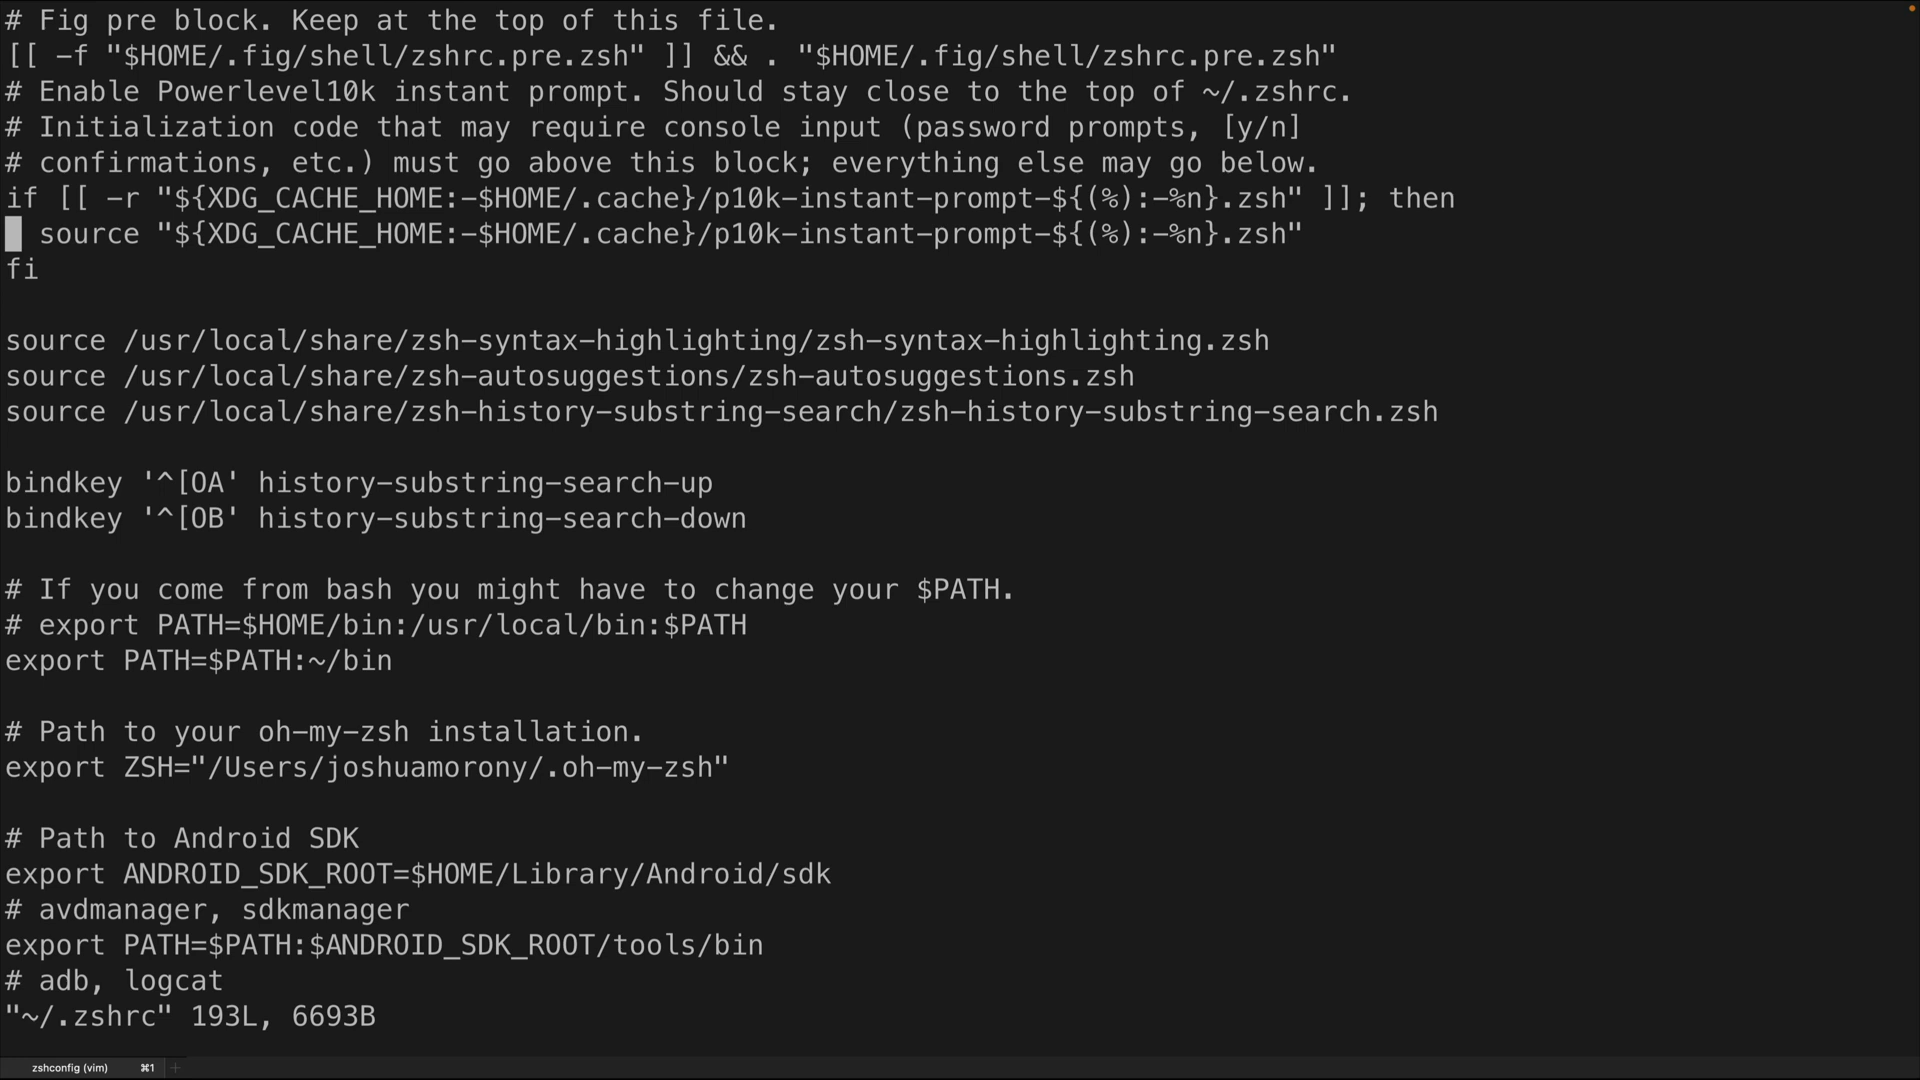 # Fig pre block. Keep at the top of this file.
[[ -f "$HOME/.fig/shell/zshrc.pre.zsh" ]] && . "$HOME/.fig/shell/zshrc.pre.zsh"
# Enable Powerlevel10k instant prompt. Should stay close to the top of ~/.zshrc.
# Initialization code that may require console input (password prompts, [y/n]
# confirmations, etc.) must go above this block; everything else may go below.
if [[ -r "${XDG_CACHE_HOME:-$HOME/.cache}/p10k-instant-prompt-${(%):-%n}.zsh" ]]; then
  source "${XDG_CACHE_HOME:-$HOME/.cache}/p10k-instant-prompt-${(%):-%n}.zsh"
fi

source /usr/local/share/zsh-syntax-highlighting/zsh-syntax-highlighting.zsh
source /usr/local/share/zsh-autosuggestions/zsh-autosuggestions.zsh
source /usr/local/share/zsh-history-substring-search/zsh-history-substring-search.zsh

bindkey '^[OA' history-substring-search-up
bindkey '^[OB' history-substring-search-down

# If you come from bash you might have to change your $PATH.
# export PATH=$HOME/bin:/usr/local/bin:$PATH
export PATH=$PATH:~/bin

# Path to your oh-my-zsh installation.
export ZSH="/Users/joshuamorony/.oh-my-zsh"

# Path to Android SDK
export ANDROID_SDK_ROOT=$HOME/Library/Android/sdk
# avdmanager, sdkmanager
export PATH=$PATH:$ANDROID_SDK_ROOT/tools/bin
# adb, logcat
"~/.zshrc" 193L, 6693B
zshconfig (vim) ⌘1 +